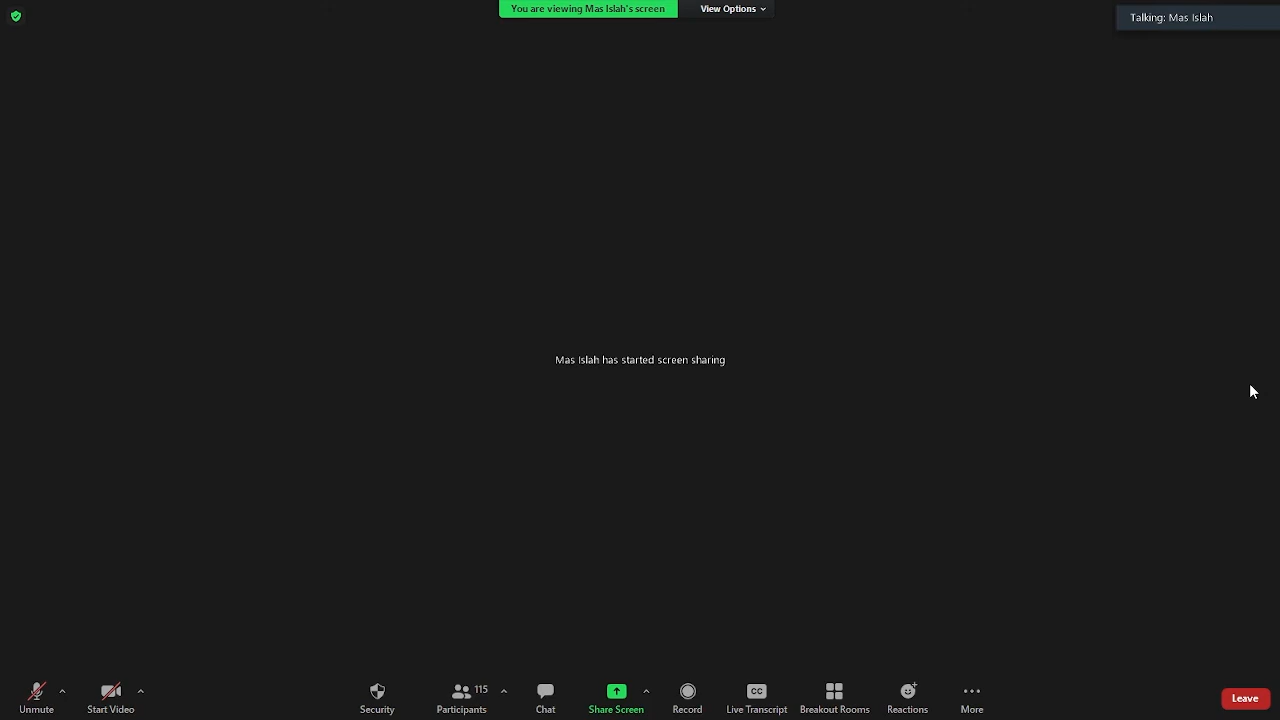 You are viewing Mas Islah's screen
View Options
Talking: Mas Islah
Mas Islah has started screen sharing
115
CC
Unmute
Start Video
Security
Participants
Chat
Share Screen
Record
Live Transcript
Breakout Rooms
Reactions
More
Leave